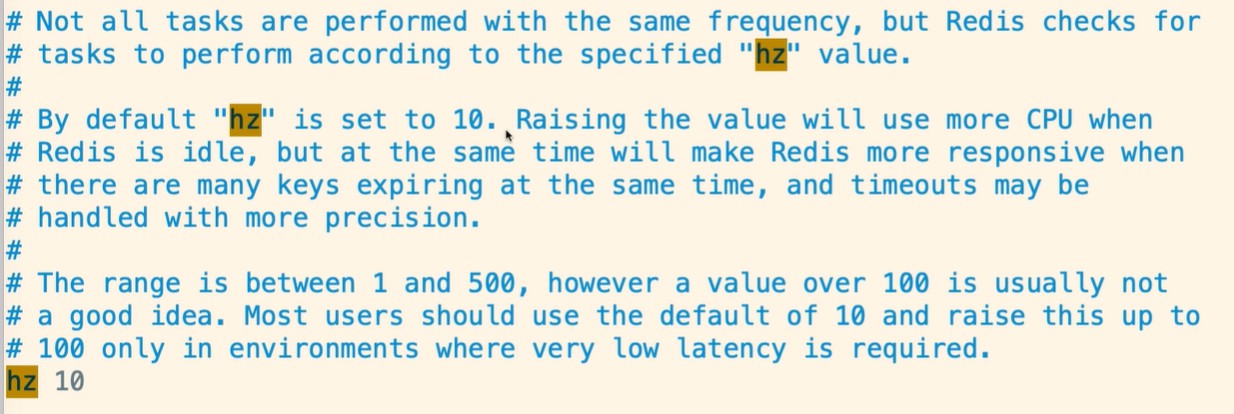 # Not all tasks are performed with the same frequency, but Redis checks for
# tasks to perform according to the specified "hz" value.
#
# By default "hz" is set to 10. Raising the value will use more CPU when
# Redis is idle, but at the same time will make Redis more responsive when
# there are many keys expiring at the same time, and timeouts may be
# handled with more precision.
#
# The range is between 1 and 500, however a value over 100 is usually not
# a good idea. Most users should use the default of 10 and raise this up to
# 100 only in environments where very low latency is required.
hz 10